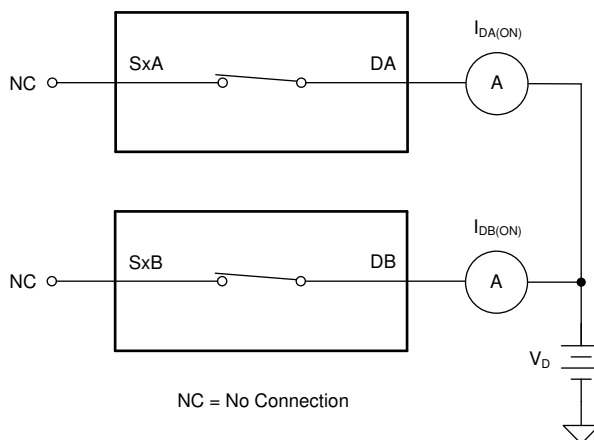 I_DA(ON)
SxA DA
NC A
I_DB(ON)
SxB DB
NC A
V_D
NC = No Connection